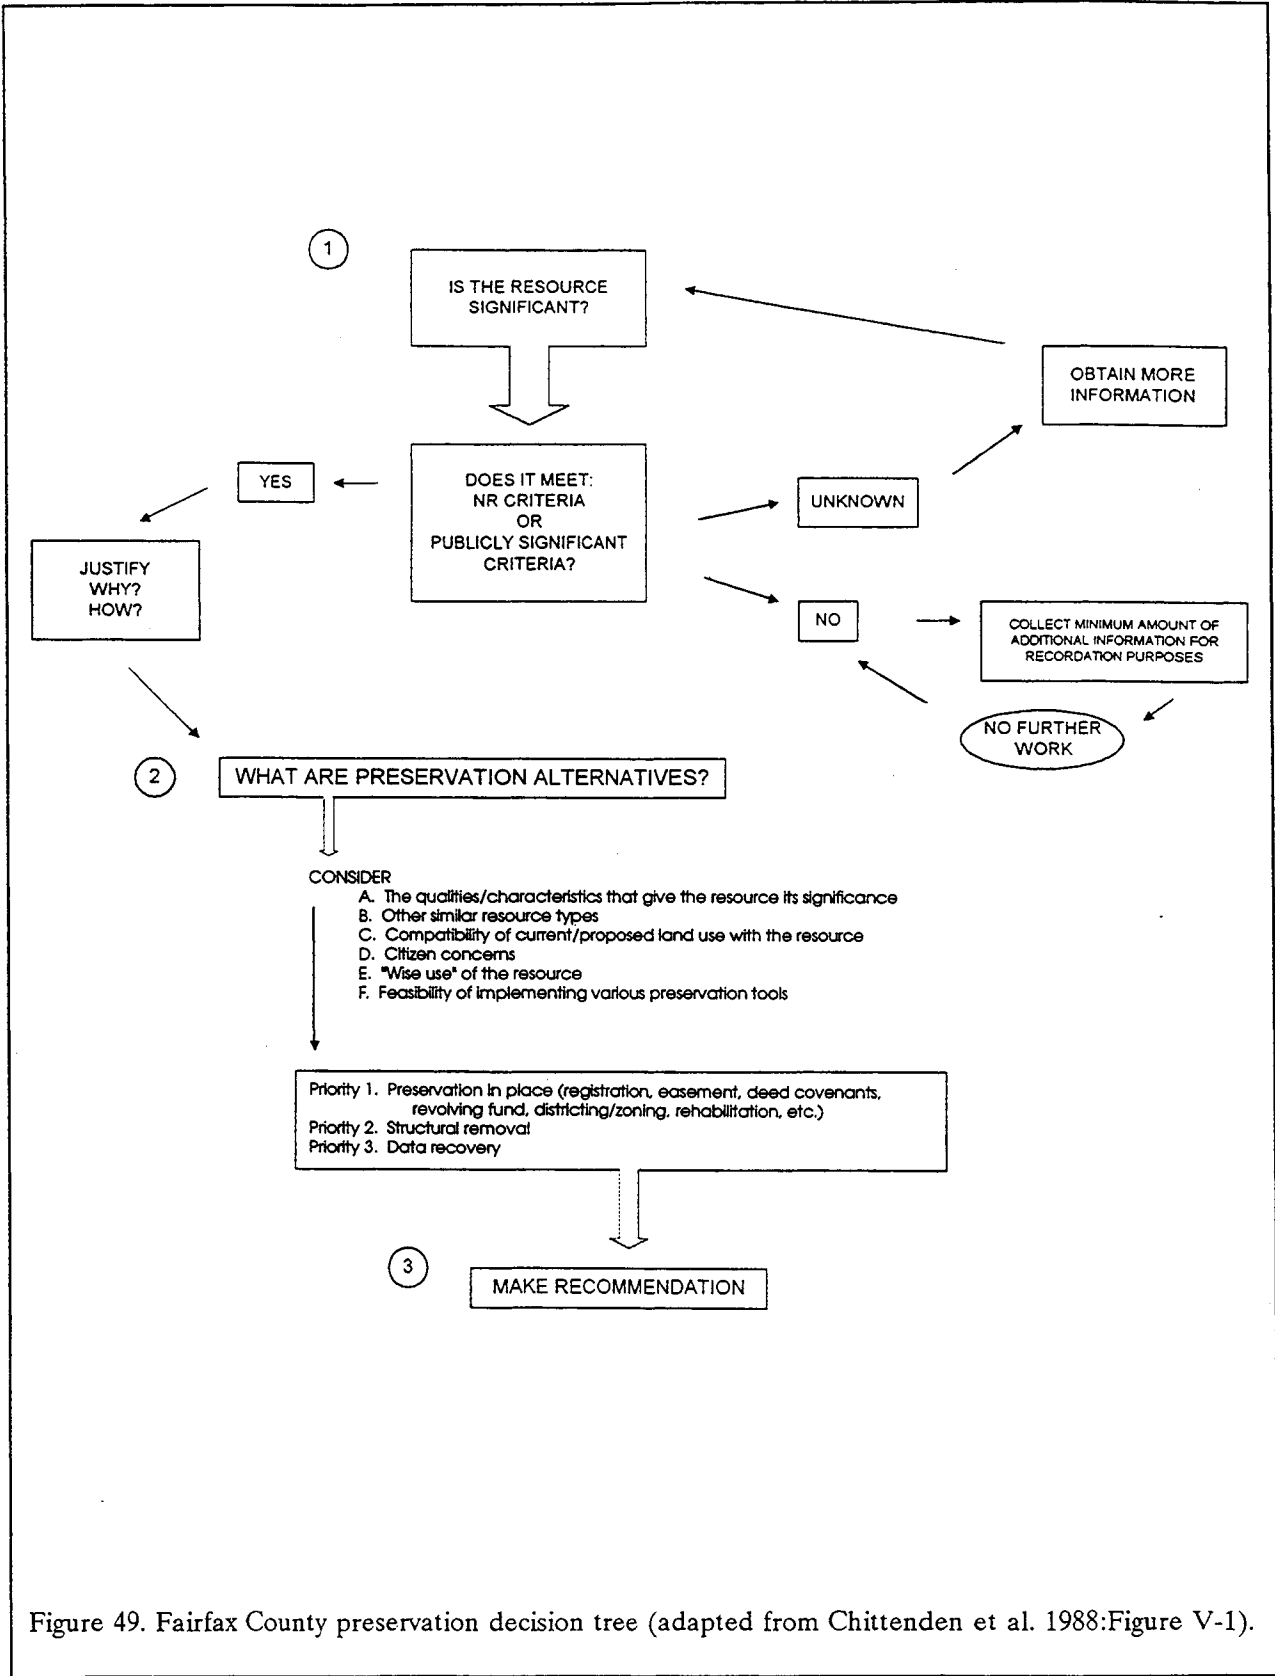 1
IS THE RESOURCE
SIGNIFICANT?
OBTAIN MORE
INFORMATION
YES
DOES IT MEET:
NR CRITERIA
OR
PUBLICLY SIGNIFICANT
CRITERIA?
UNKNOWN
JUSTIFY
WHY?
HOW?
NO
COLLECT MINIMUM AMOUNT OF
ADDITIONAL INFORMATION FOR
RECORDATION PURPOSES
NO FURTHER
WORK
2
WHAT ARE PRESERVATION ALTERNATIVES?
CONSIDER
A. The qualities/characteristics that give the resource its significance
B. Other similar resource types
C. Compatibility of current/proposed land use with the resource
D. Citizen concerns
E. "Wise use" of the resource
F. Feasibility of implementing various preservation tools
Priority 1. Preservation in place (registration, easement, deed covenants,
revolving fund, districting/zoning, rehabilitation, etc.)
Priority 2. Structural removal
Priority 3. Data recovery
3
MAKE RECOMMENDATION
Figure 49. Fairfax County preservation decision tree (adapted from Chittenden et al. 1988:Figure V-1).